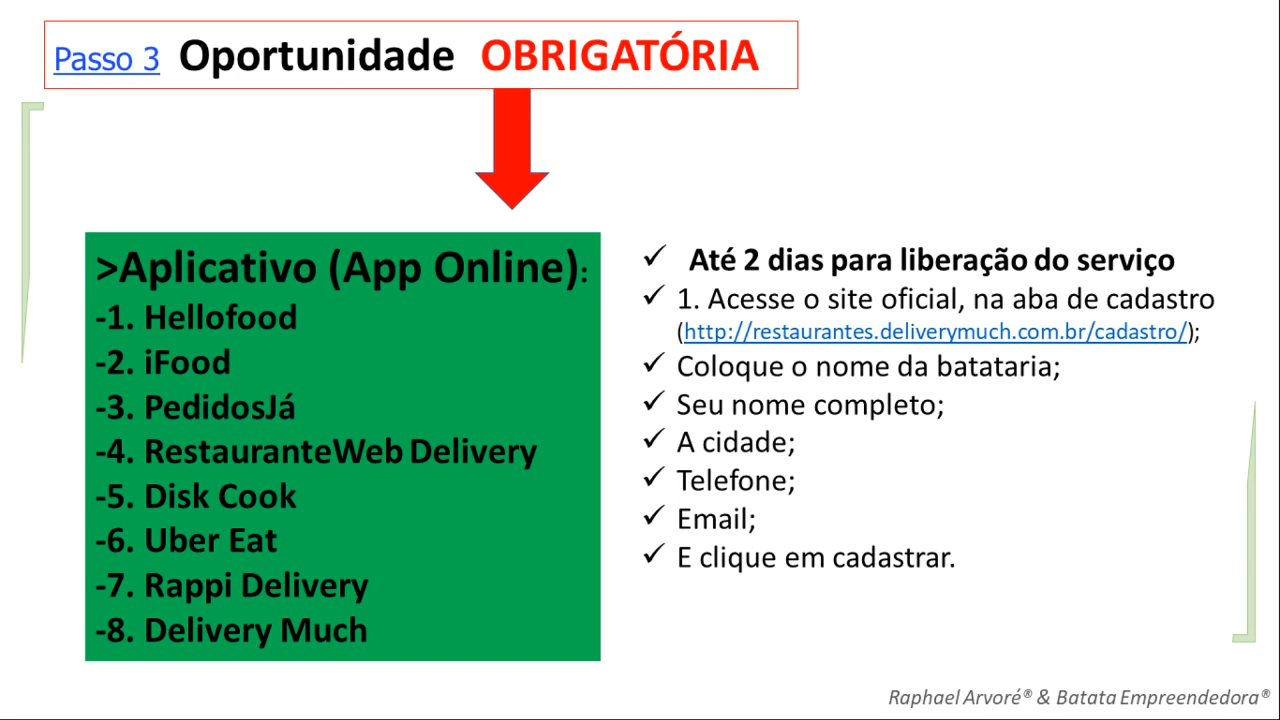 Passo 3 Oportunidade OBRIGATÓRIA
>Aplicativo (App Online):
-1. Hellofood
-2. iFood
-3. PedidosJá
-4. RestauranteWeb Delivery
-5. Disk Cook
-6. Uber Eat
-7. Rappi Delivery
-8. Delivery Much
✓ Até 2 dias para liberação do serviço
✓ 1. Acesse o site oficial, na aba de cadastro
(http://restaurantes.deliverymuch.com.br/cadastro/);
✓ Coloque o nome da batataria;
✓ Seu nome completo;
✓ A cidade;
✓ Telefone;
✓ Email;
✓ E clique em cadastrar.
Raphael Arvoré® & Batata Empreendedora®